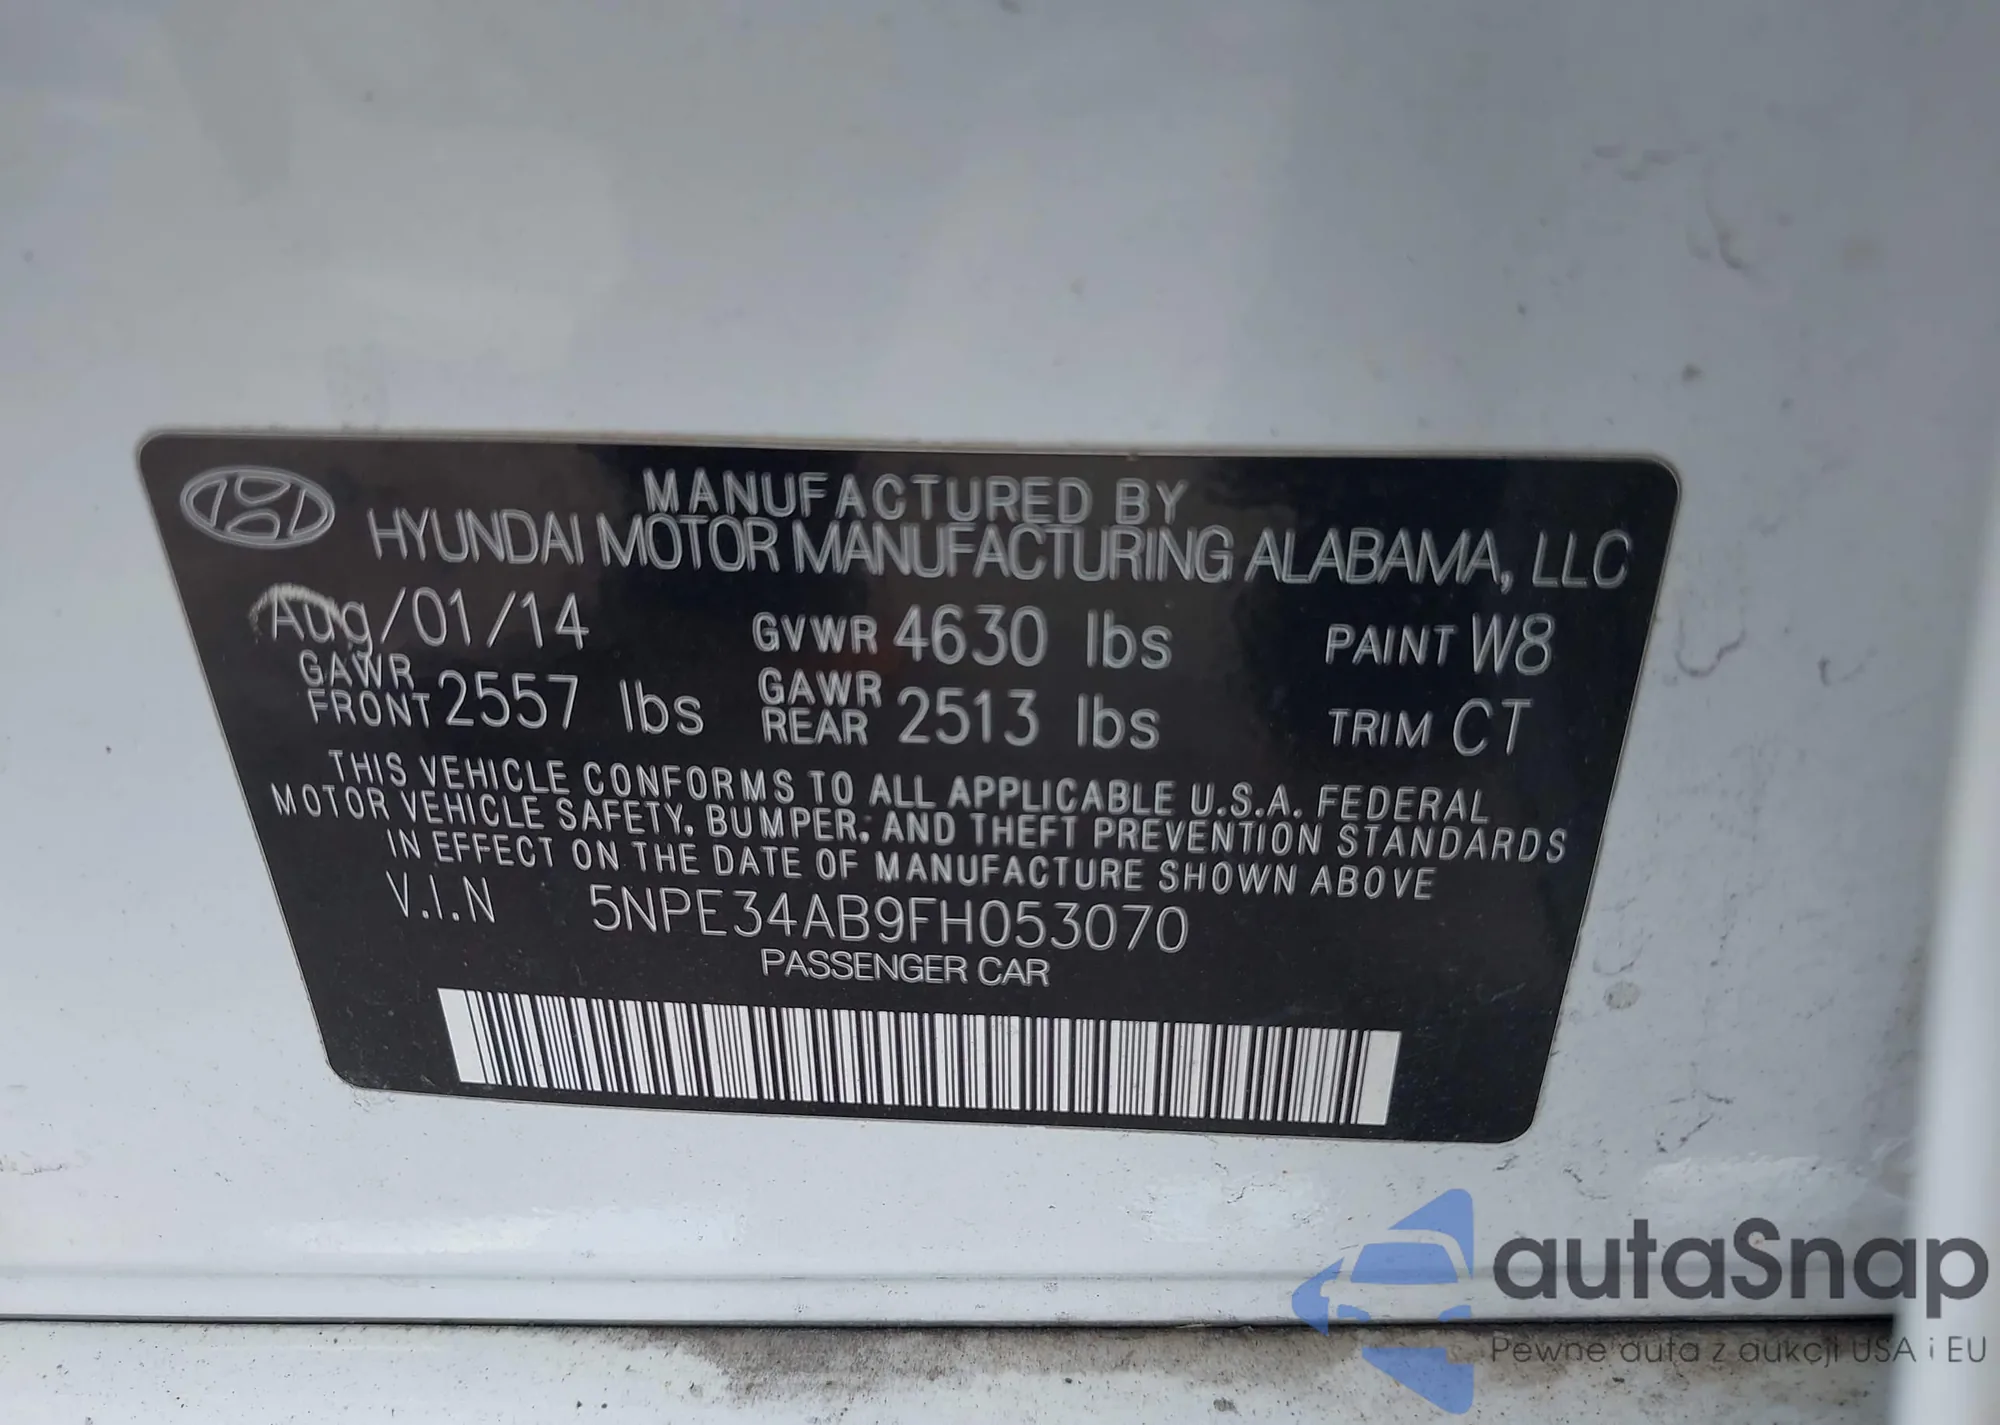 MANUFACTURED BY
HYUNDAI MOTOR MANUFACTURING ALABAMA, LLC
Aug/01/14 GVWR 4630 lbs PAINT W8
GAWR FRONT 2557 lbs GAWR REAR 2513 lbs TRIM CT
THIS VEHICLE CONFORMS TO ALL APPLICABLE U.S.A. FEDERAL
MOTOR VEHICLE SAFETY, BUMPER, AND THEFT PREVENTION STANDARDS
IN EFFECT ON THE DATE OF MANUFACTURE SHOWN ABOVE
V.I.N 5NPE34AB9FH053070
PASSENGER CAR
autaSnap
Pewne auta z aukcji USA i EU